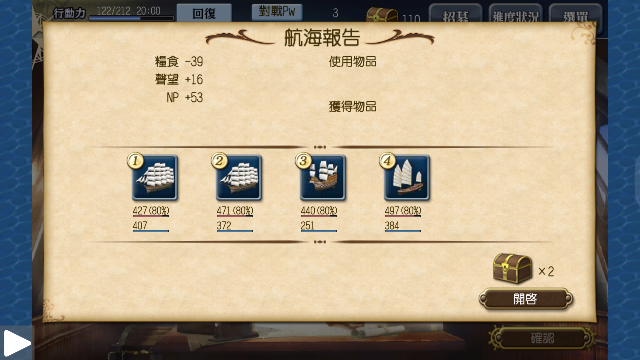 行動力 122/212 20:00 回復 對戰Pw 3 110 招募 進度狀況 選單
航海報告
糧食 -39
聲望 +16
NP +53
使用物品
獲得物品
1 2 3 4
427(80%) 471(80%) 440(80%) 497(80%)
407 372 251 384
×2
開啓
確認